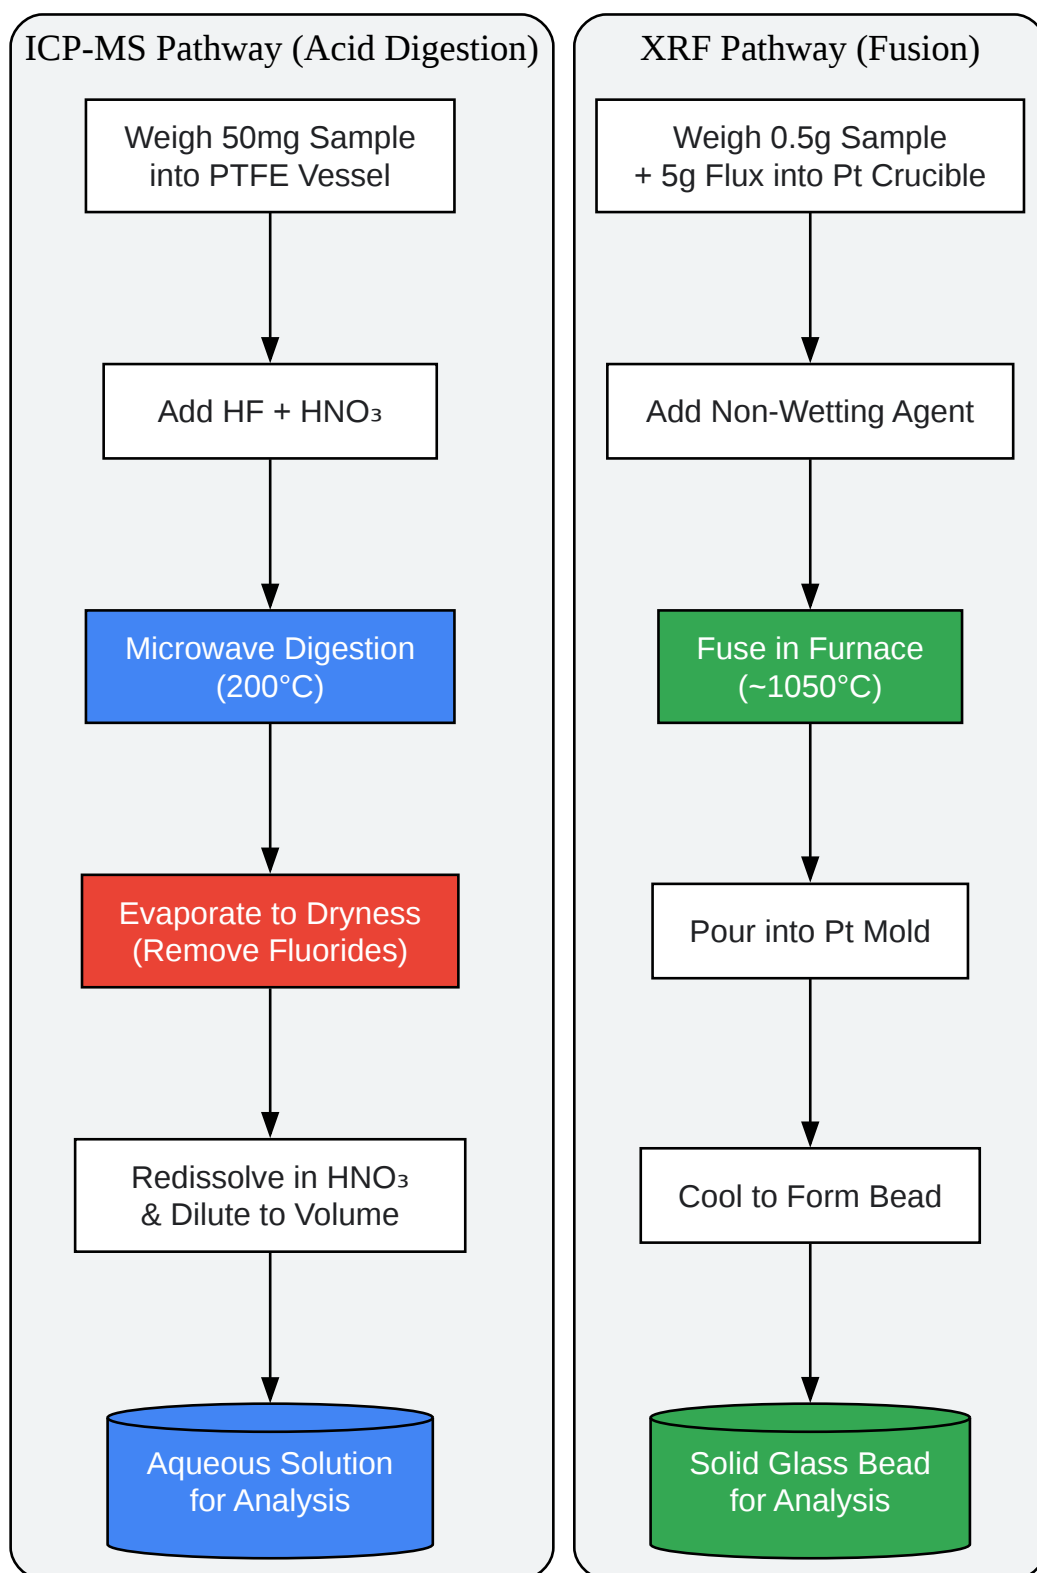 ICP-MS Pathway (Acid Digestion)
Weigh 50mg Sample
into PTFE Vessel
Add HF + HNO₃
Microwave Digestion
(200°C)
Evaporate to Dryness
(Remove Fluorides)
Redissolve in HNO₃
& Dilute to Volume
Aqueous Solution
for Analysis
XRF Pathway (Fusion)
Weigh 0.5g Sample
+ 5g Flux into Pt Crucible
Add Non-Wetting Agent
Fuse in Furnace
(~1050°C)
Pour into Pt Mold
Cool to Form Bead
Solid Glass Bead
for Analysis